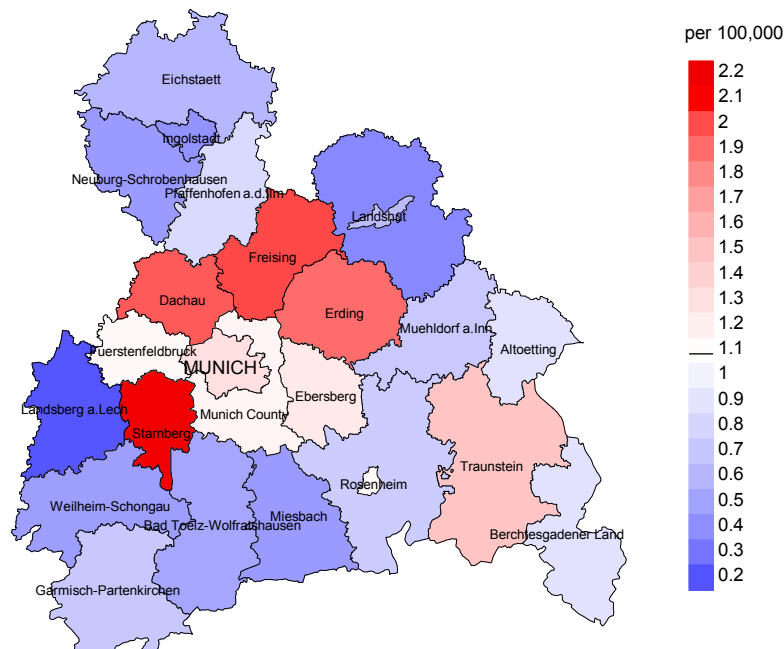 per 100,000
2.2
2.1
2
1.9
1.8
1.7
1.6
1.5
1.4
1.3
1.2
1.1
1
0.9
0.8
0.7
0.6
0.5
0.4
0.3
0.2
Eichstaett
Ingolstadt
Neuburg-Schrobenhausen
Pfaffenhofen a.d.Ilm
Landshut
Freising
Dachau
Erding
Muehldorf a.Inn
Altoetting
Fuerstenfeldbruck
MUNICH
Ebersberg
Landsberg a.Lech
Munich County
Starnberg
Traunstein
Rosenheim
Weilheim-Schongau
Miesbach
Bad Toelz-Wolfratshausen
Berchtesgadener Land
Garmisch-Partenkirchen